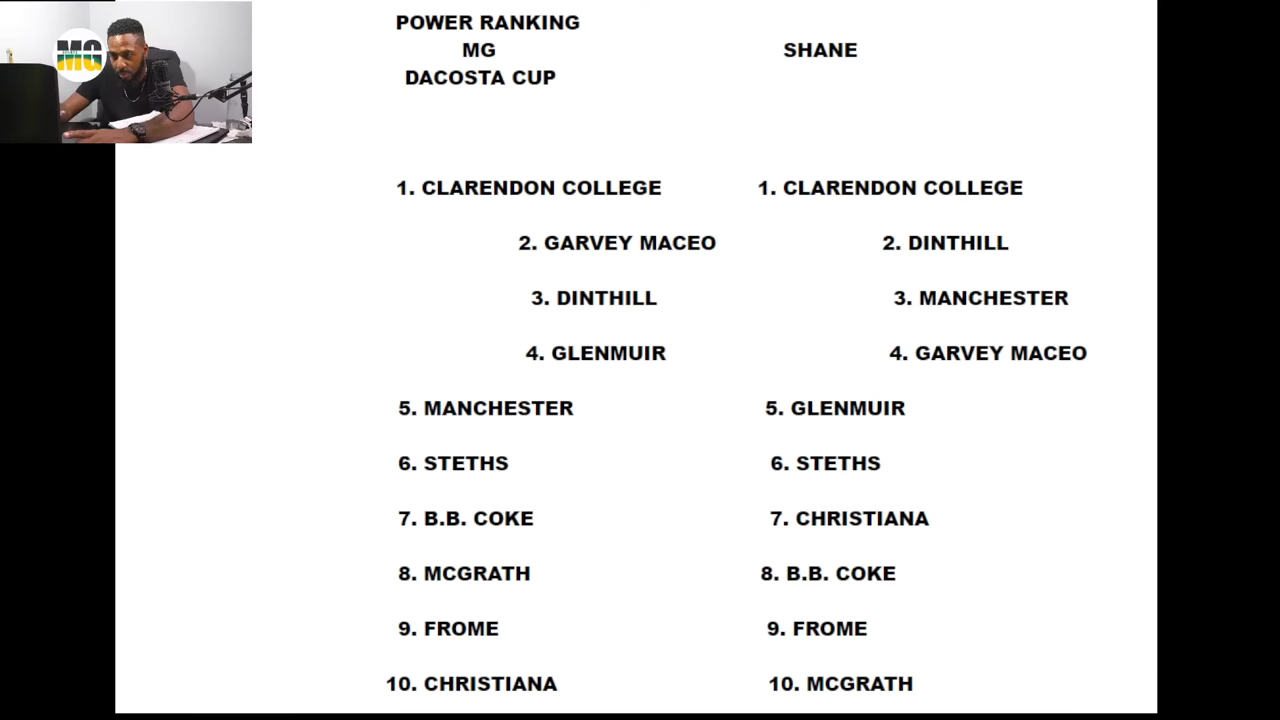 MG
POWER RANKING
MG
DACOSTA CUP
SHANE
1. CLARENDON COLLEGE
2. GARVEY MACEO
3. DINTHILL
4. GLENMUIR
5. MANCHESTER
6. STETHS
7. B.B. COKE
8. MCGRATH
9. FROME
10. CHRISTIANA
1. CLARENDON COLLEGE
2. DINTHILL
3. MANCHESTER
4. GARVEY MACEO
5. GLENMUIR
6. STETHS
7. CHRISTIANA
8. B.B. COKE
9. FROME
10. MCGRATH